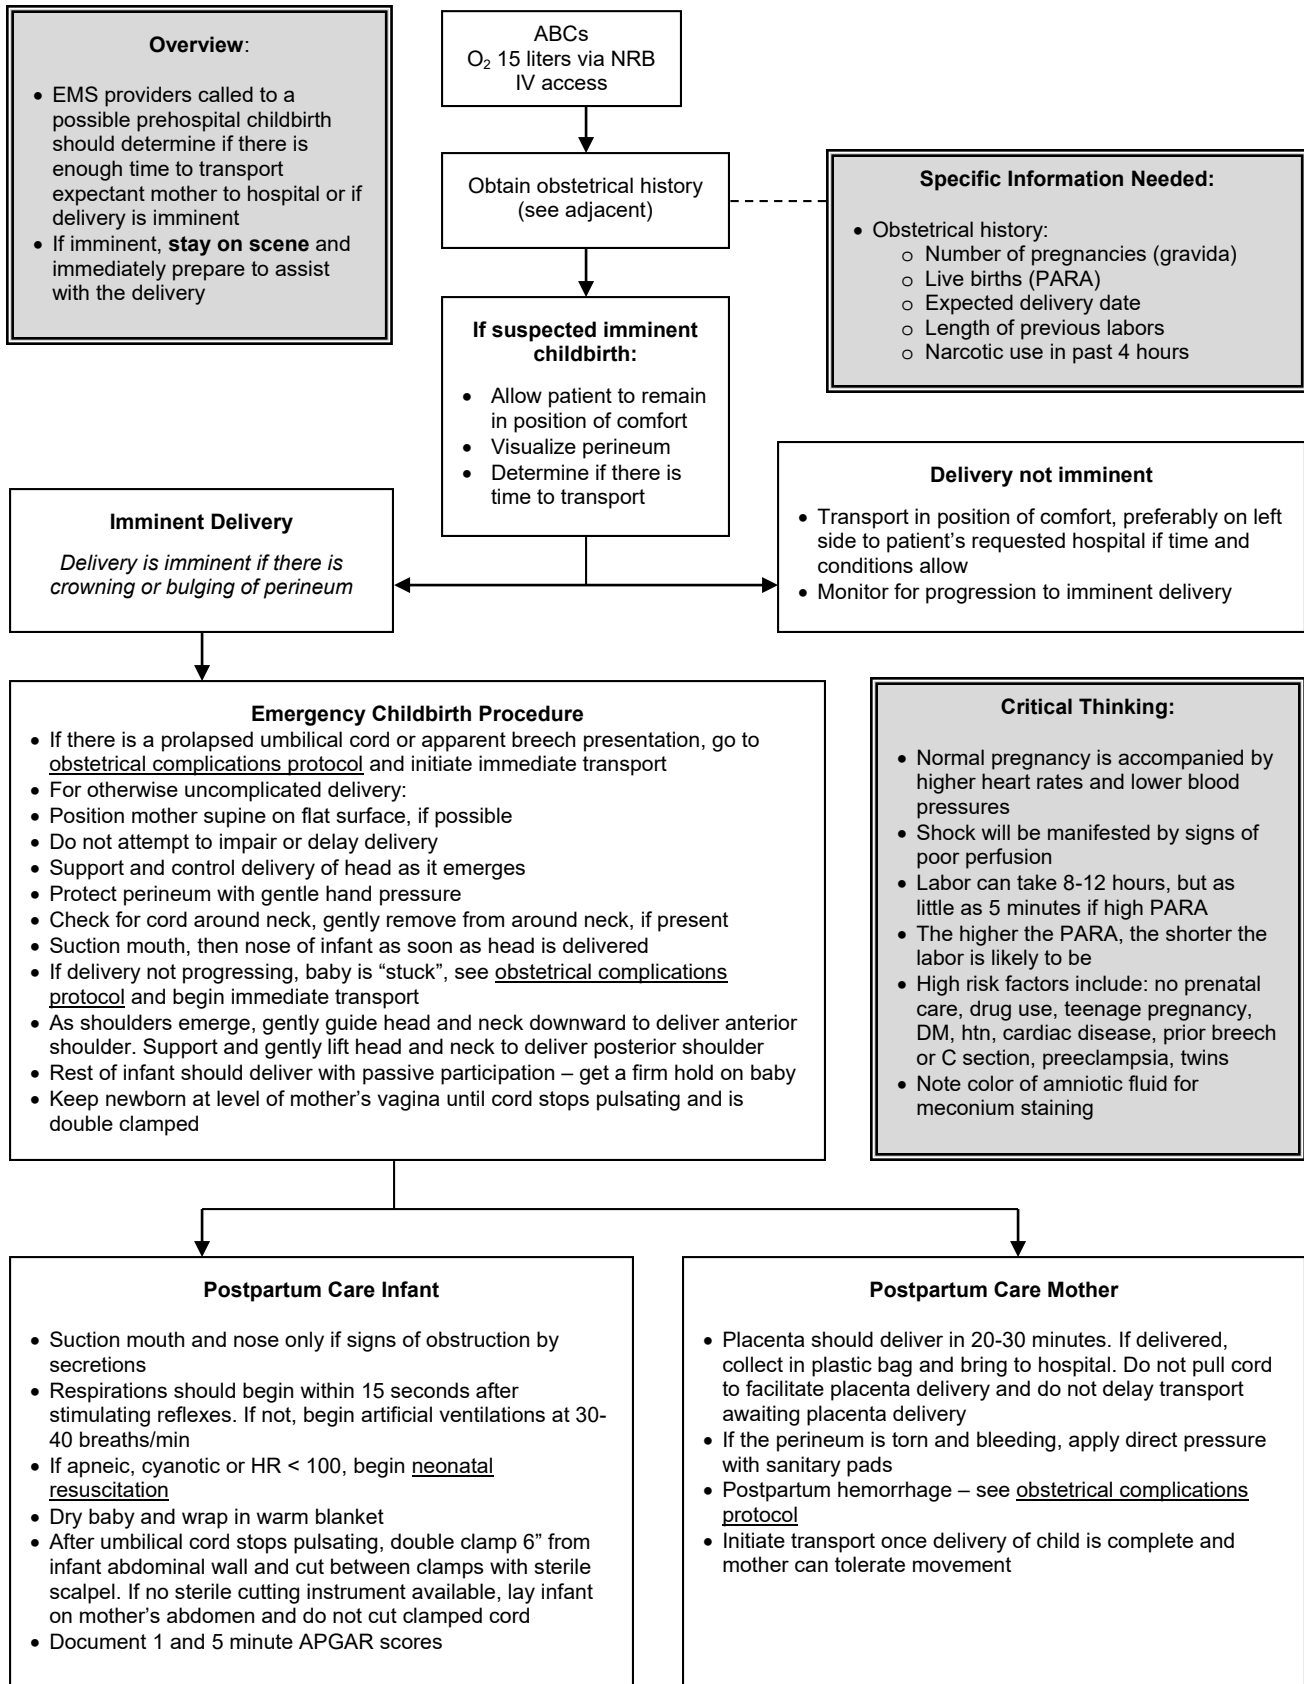 Overview:
• EMS providers called to a
possible prehospital childbirth
should determine if there is
enough time to transport
expectant mother to hospital or if
delivery is imminent
• If imminent, stay on scene and
immediately prepare to assist
with the delivery
ABCs
O₂ 15 liters via NRB
IV access
Obtain obstetrical history
(see adjacent)
Specific Information Needed:
• Obstetrical history:
o Number of pregnancies (gravida)
o Live births (PARA)
o Expected delivery date
o Length of previous labors
o Narcotic use in past 4 hours
If suspected imminent
childbirth:
• Allow patient to remain
in position of comfort
• Visualize perineum
• Determine if there is
time to transport
Imminent Delivery
Delivery is imminent if there is
crowning or bulging of perineum
Delivery not imminent
• Transport in position of comfort, preferably on left
side to patient’s requested hospital if time and
conditions allow
• Monitor for progression to imminent delivery
Emergency Childbirth Procedure
• If there is a prolapsed umbilical cord or apparent breech presentation, go to
obstetrical complications protocol and initiate immediate transport
• For otherwise uncomplicated delivery:
• Position mother supine on flat surface, if possible
• Do not attempt to impair or delay delivery
• Support and control delivery of head as it emerges
• Protect perineum with gentle hand pressure
• Check for cord around neck, gently remove from around neck, if present
• Suction mouth, then nose of infant as soon as head is delivered
• If delivery not progressing, baby is “stuck”, see obstetrical complications
protocol and begin immediate transport
• As shoulders emerge, gently guide head and neck downward to deliver anterior
shoulder. Support and gently lift head and neck to deliver posterior shoulder
• Rest of infant should deliver with passive participation – get a firm hold on baby
• Keep newborn at level of mother’s vagina until cord stops pulsating and is
double clamped
Critical Thinking:
• Normal pregnancy is accompanied by
higher heart rates and lower blood
pressures
• Shock will be manifested by signs of
poor perfusion
• Labor can take 8-12 hours, but as
little as 5 minutes if high PARA
• The higher the PARA, the shorter the
labor is likely to be
• High risk factors include: no prenatal
care, drug use, teenage pregnancy,
DM, htn, cardiac disease, prior breech
or C section, preeclampsia, twins
• Note color of amniotic fluid for
meconium staining
Postpartum Care Infant
• Suction mouth and nose only if signs of obstruction by
secretions
• Respirations should begin within 15 seconds after
stimulating reflexes. If not, begin artificial ventilations at 30-
40 breaths/min
• If apneic, cyanotic or HR < 100, begin neonatal
resuscitation
• Dry baby and wrap in warm blanket
• After umbilical cord stops pulsating, double clamp 6” from
infant abdominal wall and cut between clamps with sterile
scalpel. If no sterile cutting instrument available, lay infant
on mother’s abdomen and do not cut clamped cord
• Document 1 and 5 minute APGAR scores
Postpartum Care Mother
• Placenta should deliver in 20-30 minutes. If delivered,
collect in plastic bag and bring to hospital. Do not pull cord
to facilitate placenta delivery and do not delay transport
awaiting placenta delivery
• If the perineum is torn and bleeding, apply direct pressure
with sanitary pads
• Postpartum hemorrhage – see obstetrical complications
protocol
• Initiate transport once delivery of child is complete and
mother can tolerate movement